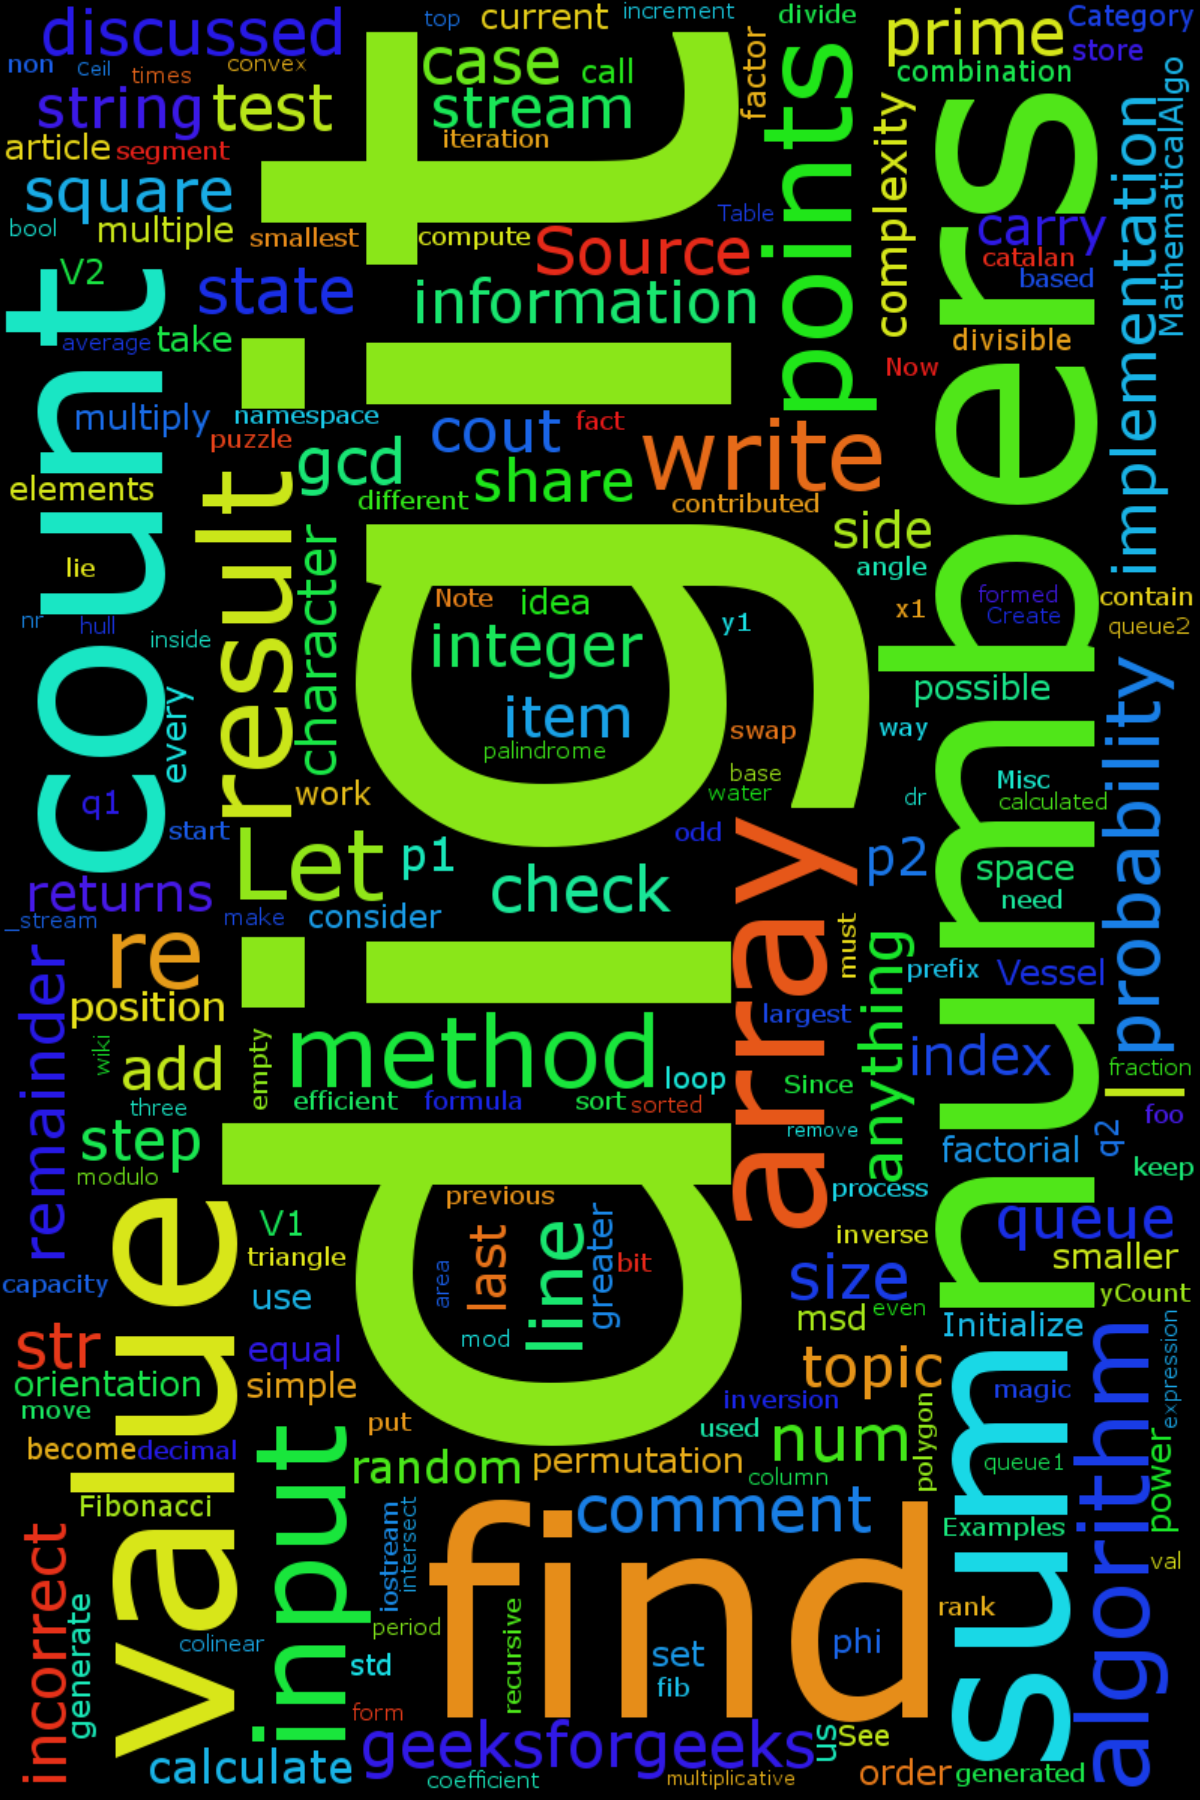 discussed
top
current
increment
divide
prime
Category
store
non
Ceil
times
convex
case
call
factor
combination
string
test
stream
iteration
points
complexity
numbers
implementation
MathematicalAlgo
article
segment
square
bool
multiple
smallest
digit
compute
Table
Source
carry
catalan
based
V2
count
state
information
average
take
divisible
Now
multiply
namespace
puzzle
gcd
cout
fact
write
share
different
contributed
elements
result
character
side
angle
lie
nr
hull
inside
every
Note
idea
integer
y1
x1
formed
Create
contain
queue2
item
palindrome
swap
possible
way
probability
q1
start
work
base
water
dr
Misc
calculated
Let
p1
odd
p2
check
array
space
need
returns
_stream
make
consider
must
anything
prefix
Vessel
re
position
remainder
wiki
add
empty
method
largest
index
three
efficient
formula
sort
sorted
loop
Since
fraction
l
step
modulo
remove
factorial
q2
foo
keep
value
previous
process
V1
triangle
last
line
greater
bit
area
mod
inverse
queue
smaller
capacity
use
size
msd
even
yCount
str
equal
orientation
simple
move
Initialize
topic
magic
expression
sum
algorithm
inversion
put
used
num
polygon
become
decimal
input
random
permutation
column
queue1
power
Fibonacci
iostream
intersect
find
comment
Examples
val
incorrect
generate
colinear
period
std
recursive
set
fib
phi
rank
form
geeksforgeeks
us
See
calculate
coefficient
multiplicative
order
generated